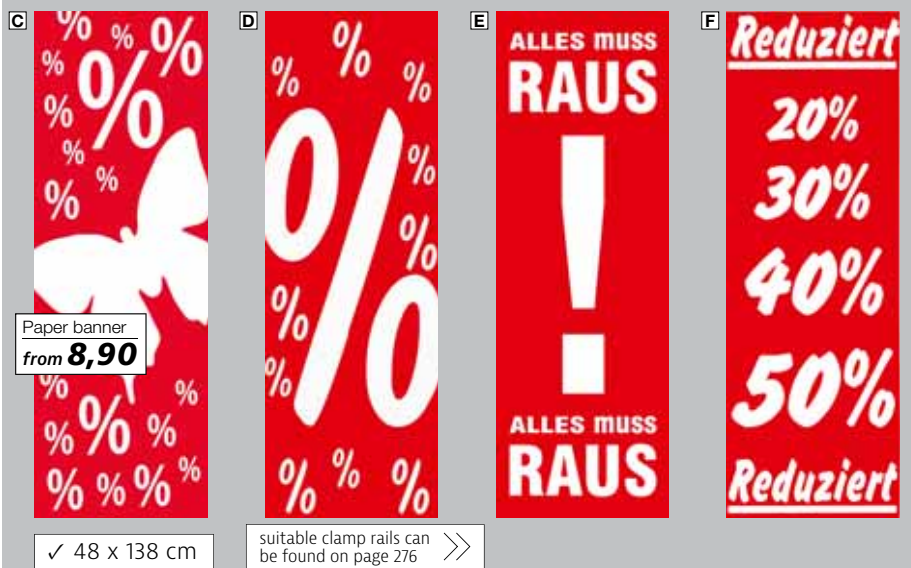 C
% % %
% %
%
%
% %
Paper banner
from 8,90
% %
% % %
% % % %
✓ 48 x 138 cm
D
%
% %
%
%
%
%
%
% % %
suitable clamp rails can
be found on page 276
E
ALLES muss
RAUS
!
ALLES muss
RAUS
F
Reduziert
20%
30%
40%
50%
Reduziert